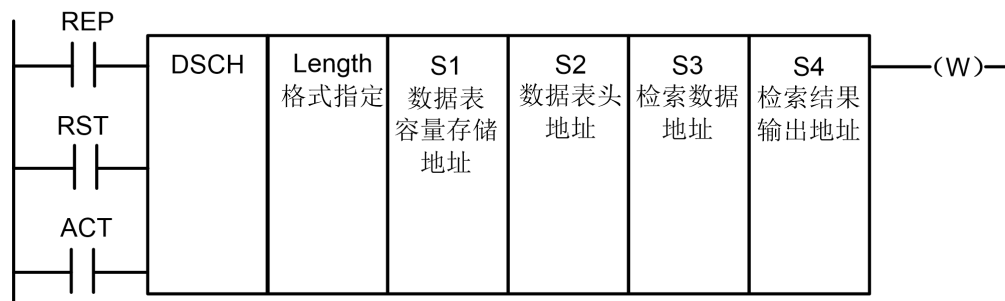 REP
DSCH
Length
格式指定
S1
数据表
容量存储
地址
S2
数据表头
地址
S3
检索数据
地址
S4
检索结果
输出地址
(W)
RST
ACT